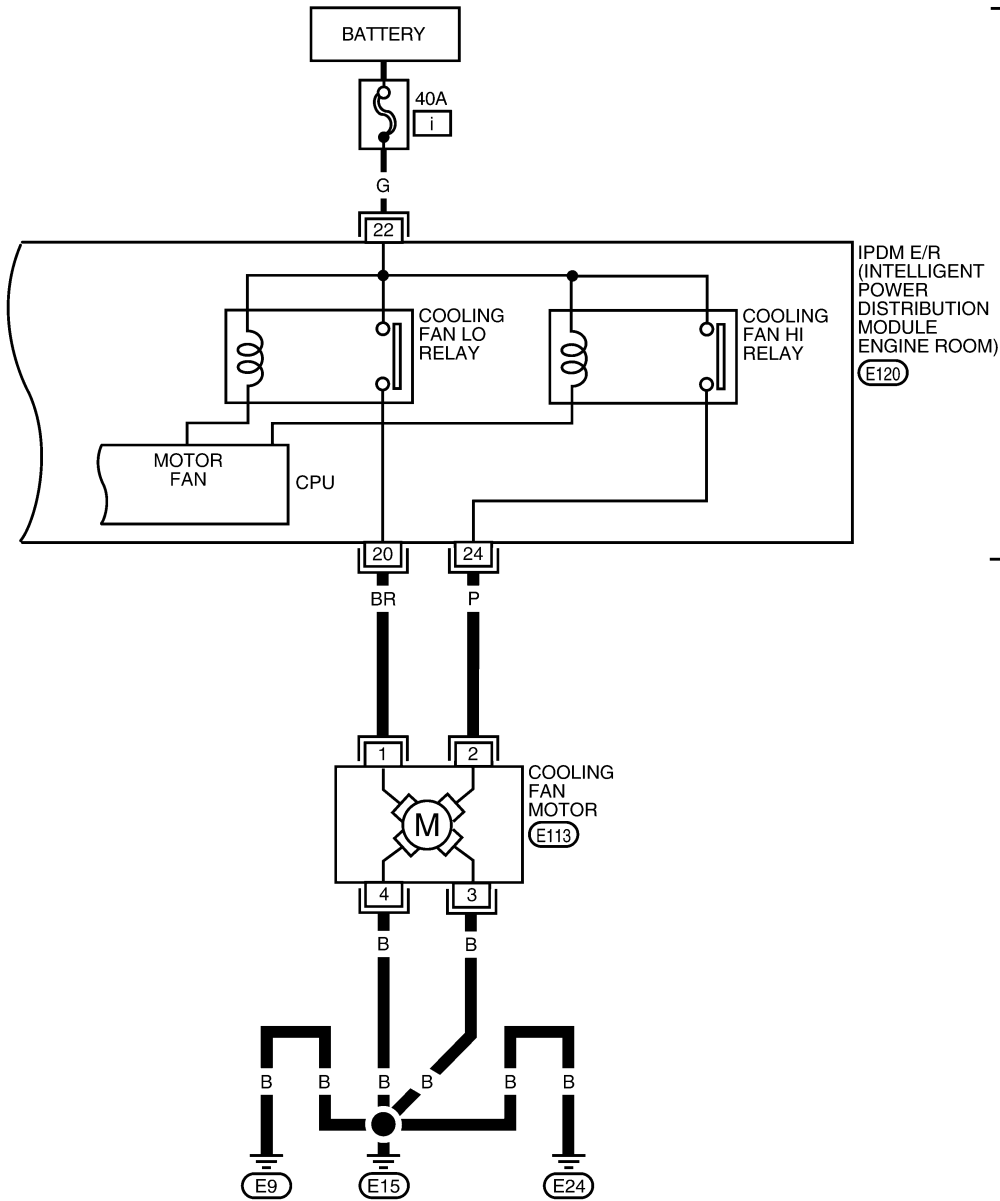 BATTERY
40A
i
G
22
IPDM E/R
(INTELLIGENT
POWER
DISTRIBUTION
MODULE
ENGINE ROOM)
E120
COOLING
FAN LO
RELAY
COOLING
FAN HI
RELAY
MOTOR
FAN
CPU
20
24
BR
P
1
2
COOLING
FAN
MOTOR
E113
M
4
3
B
B
B
B
B
B
B
B
E9
E15
E24